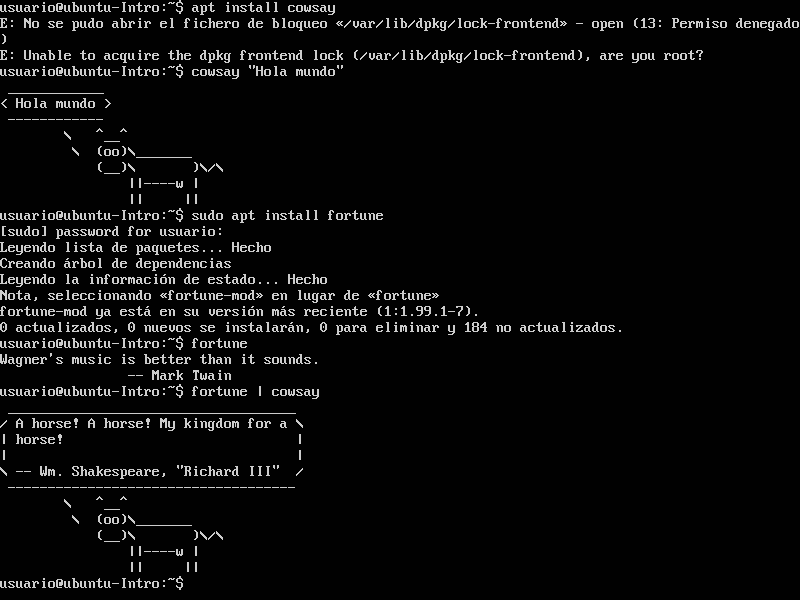 usuario@ubuntu-Intro:~$ apt install cowsay
E: No se pudo abrir el fichero de bloqueo «/var/lib/dpkg/lock-frontend» - open (13: Permiso denegado
)
E: Unable to acquire the dpkg frontend lock (/var/lib/dpkg/lock-frontend), are you root?
usuario@ubuntu-Intro:~$ cowsay "Hola mundo"
 ____________
< Hola mundo >
 ------------
        \   ^__^
         \  (oo)\_______
            (__)\       )\/\
                ||----w |
                ||     ||
usuario@ubuntu-Intro:~$ sudo apt install fortune
[sudo] password for usuario:
Leyendo lista de paquetes... Hecho
Creando árbol de dependencias
Leyendo la información de estado... Hecho
Nota, seleccionando «fortune-mod» en lugar de «fortune»
fortune-mod ya está en su versión más reciente (1:1.99.1-7).
0 actualizados, 0 nuevos se instalarán, 0 para eliminar y 184 no actualizados.
usuario@ubuntu-Intro:~$ fortune
Wagner's music is better than it sounds.
                -- Mark Twain
usuario@ubuntu-Intro:~$ fortune | cowsay
 ____________________________________
/ A horse! A horse! My kingdom for a \
| horse!                             |
|                                    |
\ -- Wm. Shakespeare, "Richard III"  /
 ------------------------------------
        \   ^__^
         \  (oo)\_______
            (__)\       )\/\
                ||----w |
                ||     ||
usuario@ubuntu-Intro:~$